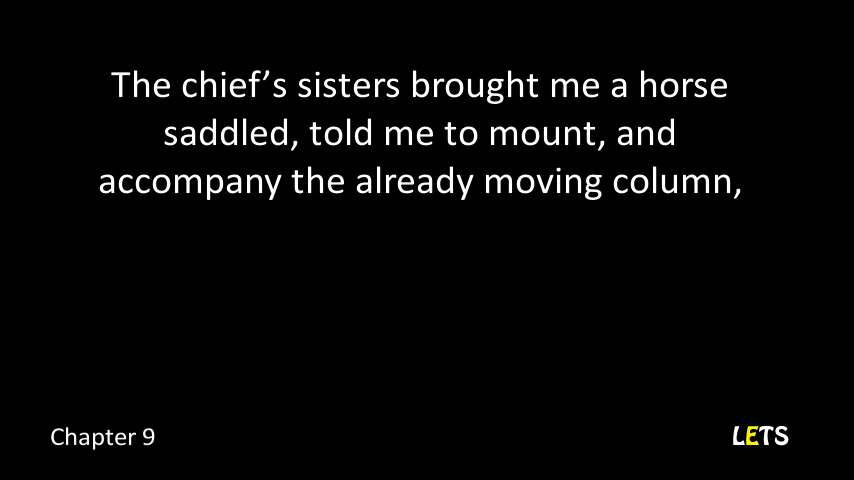 The chief’s sisters brought me a horse
saddled, told me to mount, and
accompany the already moving column,
Chapter 9
LETS